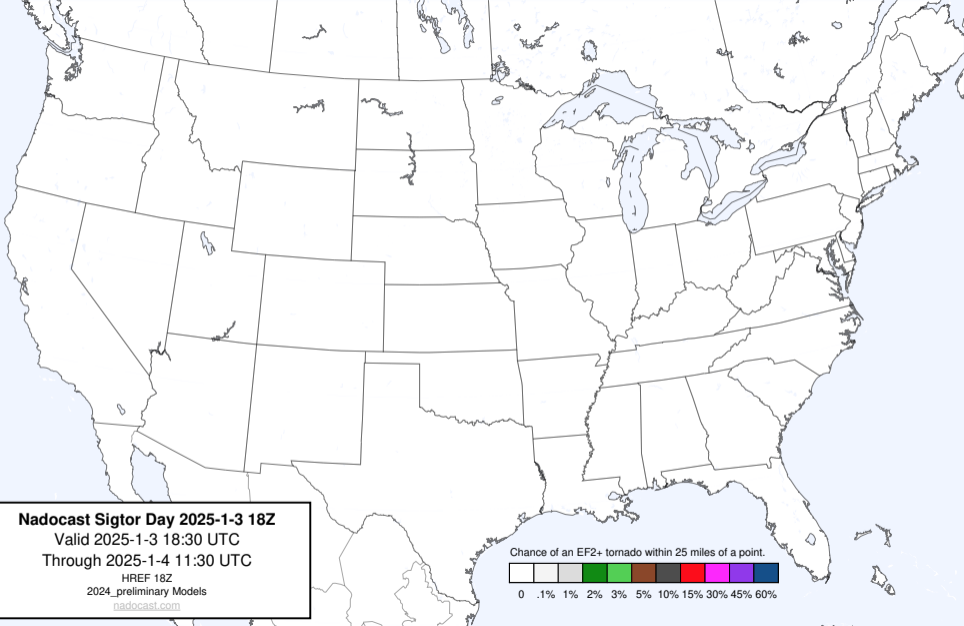 Nadocast Sigtor Day 2025-1-3 18Z
Valid 2025-1-3 18:30 UTC
Through 2025-1-4 11:30 UTC
HREF 18Z
2024_preliminary Models
nadocast.com
Chance of an EF2+ tornado within 25 miles of a point.
0 .1% 1% 2% 3% 5% 10% 15% 30% 45% 60%